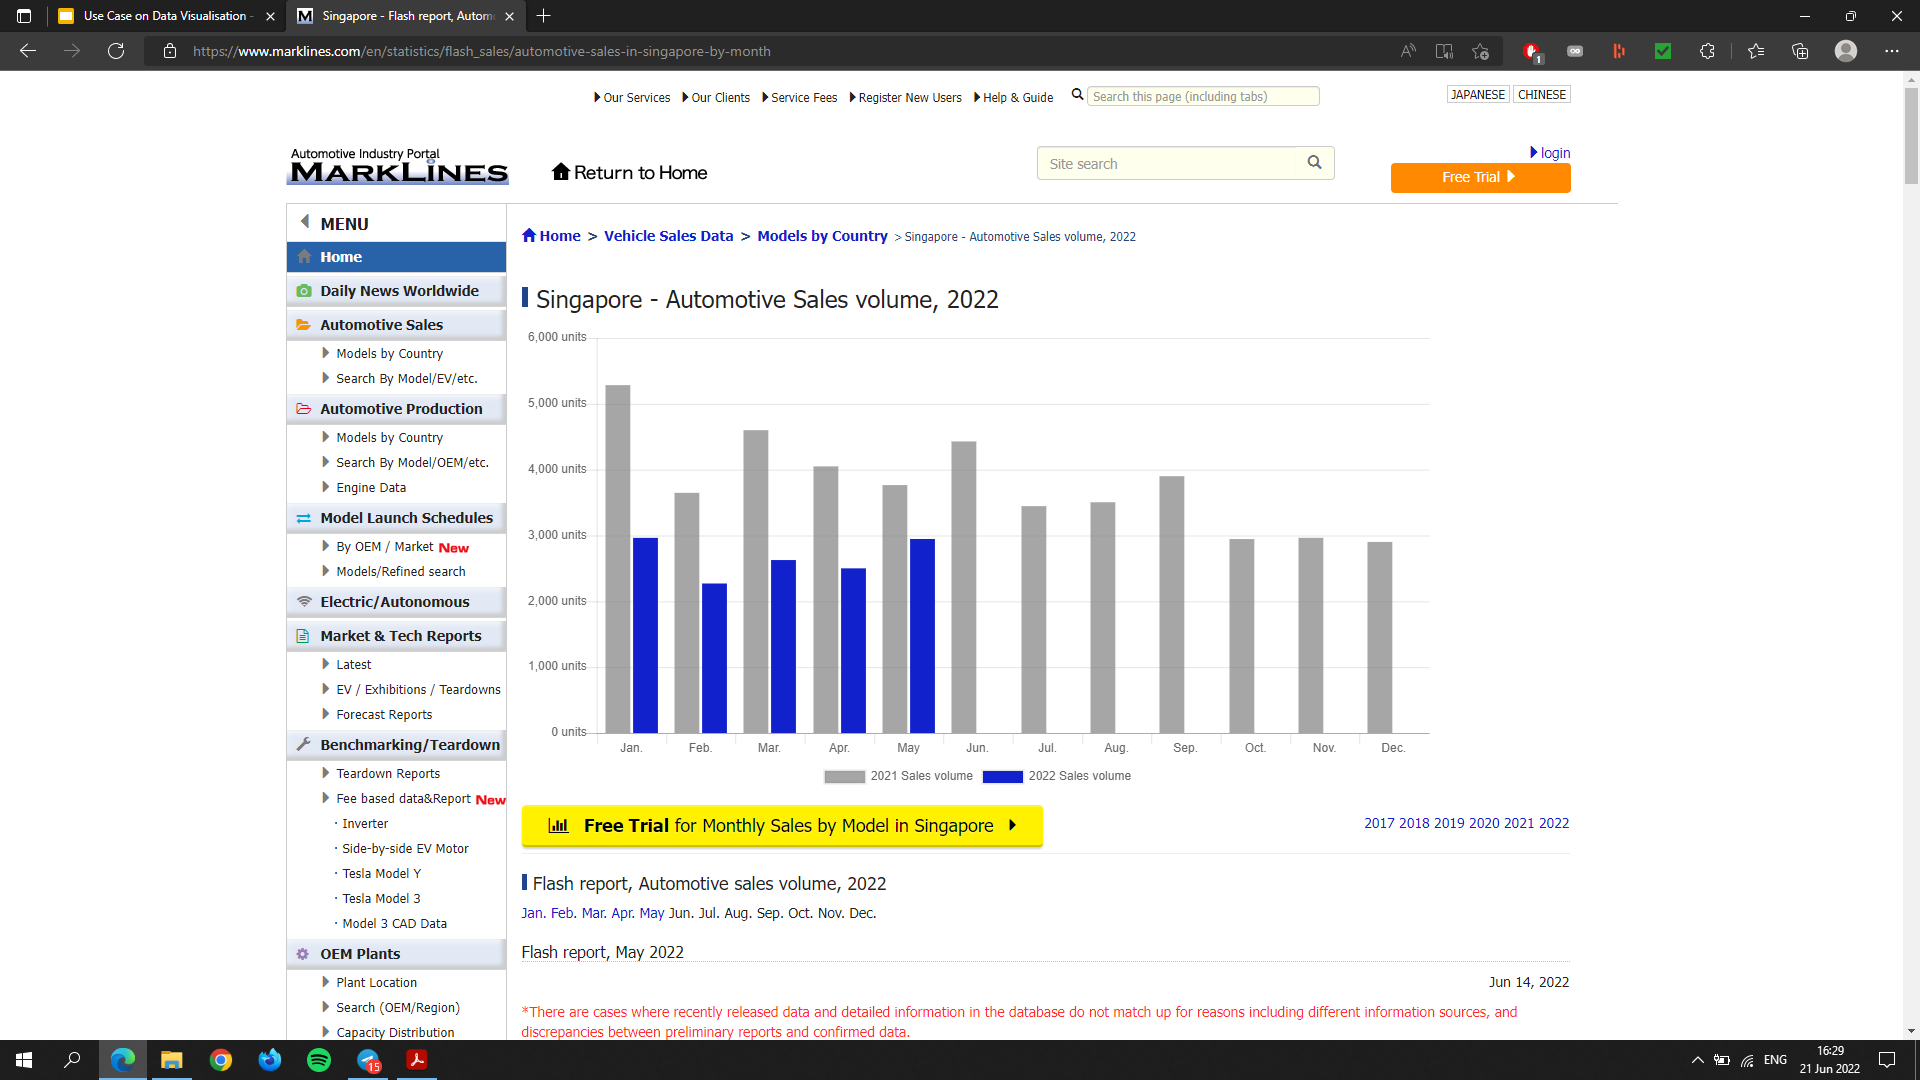 Use Case on Data Visualisation -
Singapore - Flash report, Autom
https://www.marklines.com/en/statistics/flash_sales/automotive-sales-in-singapore-by-month
1
Our Services Our Clients Service Fees Register New Users Help & Guide
Search this page (including tabs)
JAPANESE CHINESE
Automotive Industry Portal
MARKLINES
Return to Home
Site search
login
Free Trial
MENU
Home
Daily News Worldwide
Automotive Sales
Models by Country
Search By Model/EV/etc.
Automotive Production
Models by Country
Search By Model/OEM/etc.
Engine Data
Model Launch Schedules
By OEM / Market New
Models/Refined search
Electric/Autonomous
Market & Tech Reports
Latest
EV / Exhibitions / Teardowns
Forecast Reports
Benchmarking/Teardown
Teardown Reports
Fee based data&Report New
· Inverter
· Side-by-side EV Motor
· Tesla Model Y
· Tesla Model 3
· Model 3 CAD Data
OEM Plants
Plant Location
Search (OEM/Region)
Capacity Distribution
Home > Vehicle Sales Data > Models by Country > Singapore - Automotive Sales volume, 2022
Singapore - Automotive Sales volume, 2022
6,000 units
5,000 units
4,000 units
3,000 units
2,000 units
1,000 units
0 units
Jan. Feb. Mar. Apr. May Jun. Jul. Aug. Sep. Oct. Nov. Dec.
2021 Sales volume 2022 Sales volume
Free Trial for Monthly Sales by Model in Singapore
2017 2018 2019 2020 2021 2022
Flash report, Automotive sales volume, 2022
Jan. Feb. Mar. Apr. May Jun. Jul. Aug. Sep. Oct. Nov. Dec.
Flash report, May 2022
Jun 14, 2022
*There are cases where recently released data and detailed information in the database do not match up for reasons including different information sources, and
discrepancies between preliminary reports and confirmed data.
15
ENG
16:29
21 Jun 2022